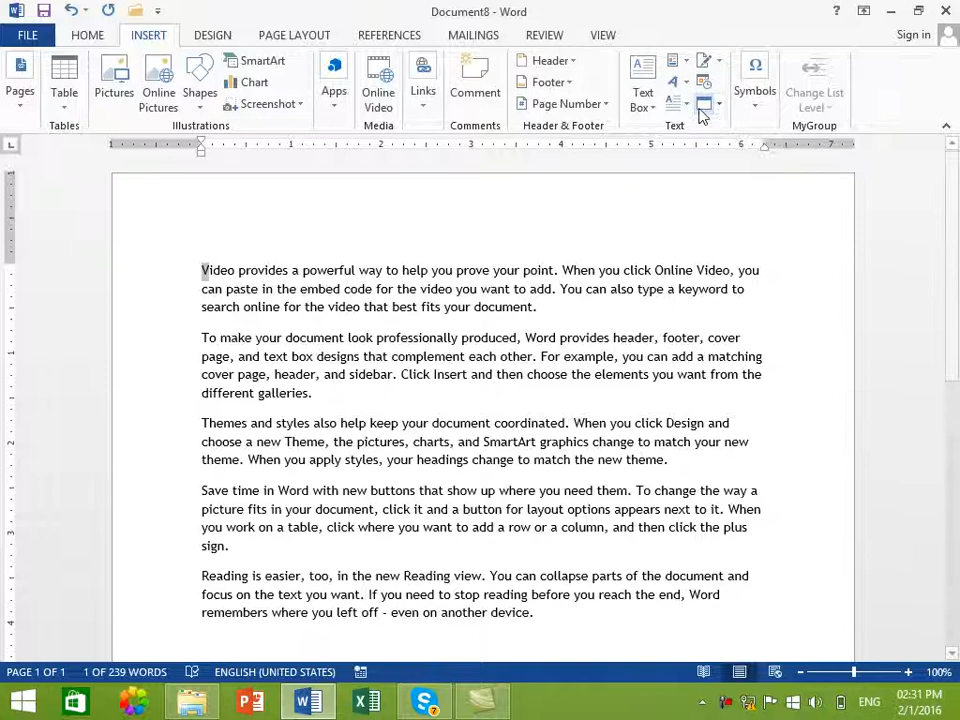 Document8 - Word
Sign in
FILE HOME INSERT DESIGN PAGE LAYOUT REFERENCES MAILINGS REVIEW VIEW
Pages
Table
Pictures
Online Pictures
Shapes
SmartArt
Chart
Screenshot
Apps
Online Video
Links
Comment
Header
Footer
Page Number
Text Box
Symbols
Change List Level
Tables Illustrations Media Comments Header & Footer Text MyGroup
1 1 2 3 4 5 6 7
Video provides a powerful way to help you prove your point. When you click Online Video, you
can paste in the embed code for the video you want to add. You can also type a keyword to
search online for the video that best fits your document.
To make your document look professionally produced, Word provides header, footer, cover
page, and text box designs that complement each other. For example, you can add a matching
cover page, header, and sidebar. Click Insert and then choose the elements you want from the
different galleries.
Themes and styles also help keep your document coordinated. When you click Design and
choose a new Theme, the pictures, charts, and SmartArt graphics change to match your new
theme. When you apply styles, your headings change to match the new theme.
Save time in Word with new buttons that show up where you need them. To change the way a
picture fits in your document, click it and a button for layout options appears next to it. When
you work on a table, click where you want to add a row or a column, and then click the plus
sign.
Reading is easier, too, in the new Reading view. You can collapse parts of the document and
focus on the text you want. If you need to stop reading before you reach the end, Word
remembers where you left off - even on another device.
PAGE 1 OF 1 1 OF 239 WORDS ENGLISH (UNITED STATES) 100%
ENG
02:31 PM
2/1/2016